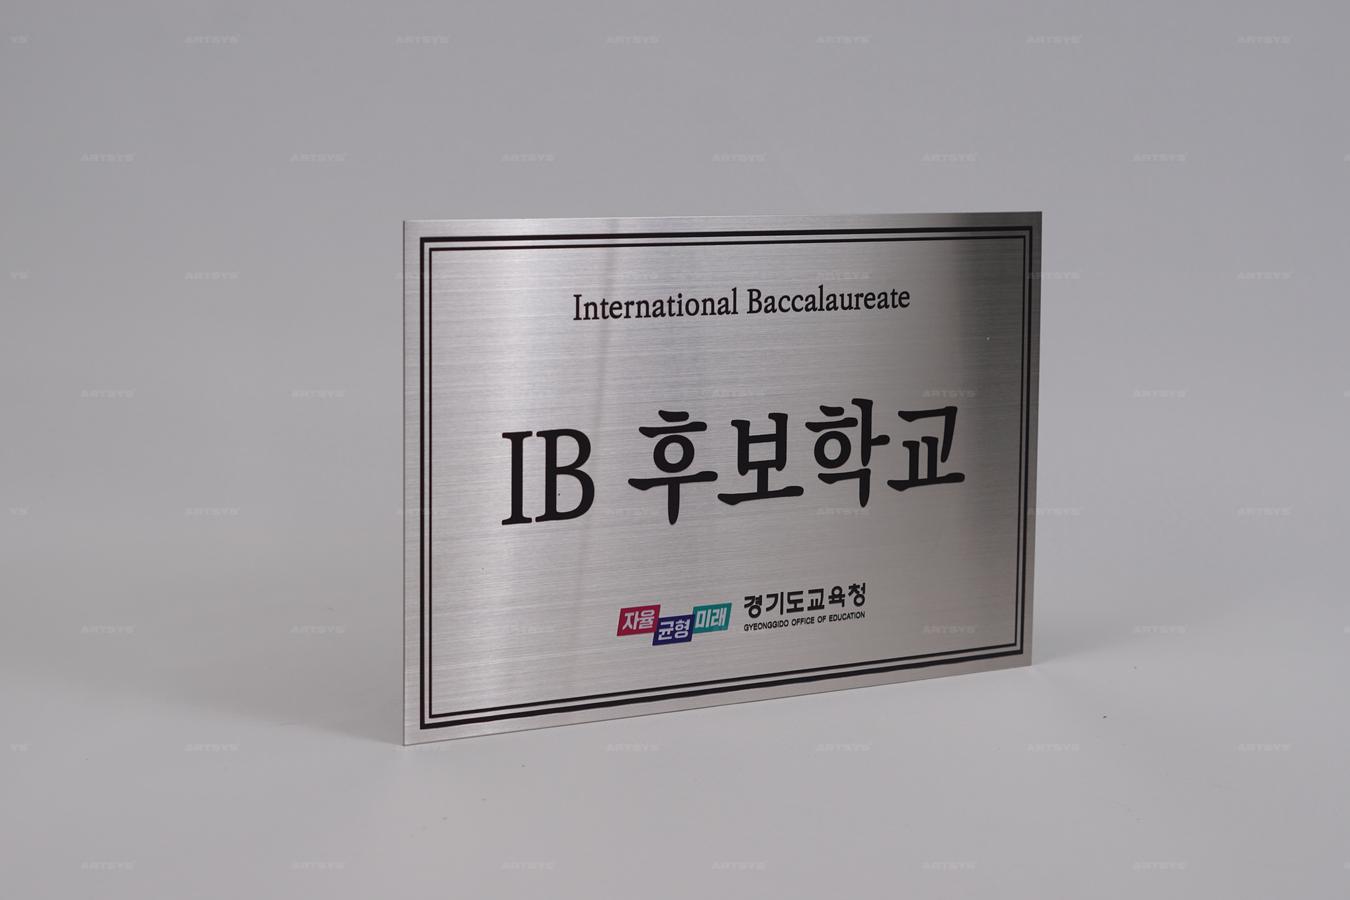 International Baccalaureate
IB 후보학교
자율 균형 미래
경기도교육청
GYEONGGIDO OFFICE OF EDUCATION
ARTSYS